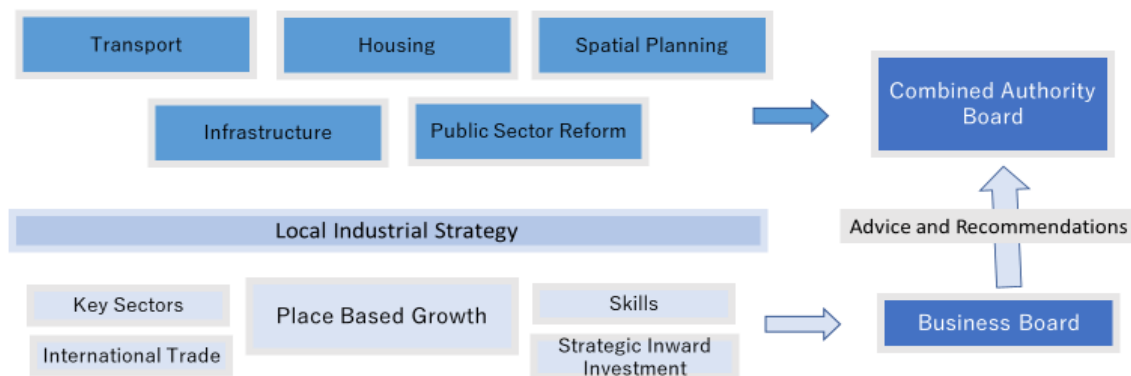 Transport
Housing
Spatial Planning
Combined Authority
Board
Infrastructure
Public Sector Reform
Local Industrial Strategy
Advice and Recommendations
Key Sectors
Place Based Growth
Skills
Business Board
International Trade
Strategic Inward
Investment